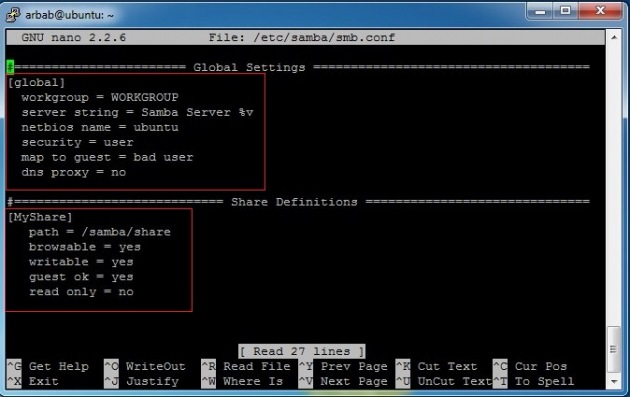 arbab@ubuntu: ~
GNU nano 2.2.6 File: /etc/samba/smb.conf
#======================= Global Settings =====================================
[global]
workgroup = WORKGROUP
server string = Samba Server %v
netbios name = ubuntu
security = user
map to guest = bad user
dns proxy = no
#============================ Share Definitions ==============================
[MyShare]
path = /samba/share
browsable = yes
writable = yes
guest ok = yes
read only = no
[ Read 27 lines ]
^G Get Help ^O WriteOut ^R Read File ^Y Prev Page ^K Cut Text ^C Cur Pos
^X Exit ^J Justify ^W Where Is ^V Next Page ^U UnCut Text ^T To Spell